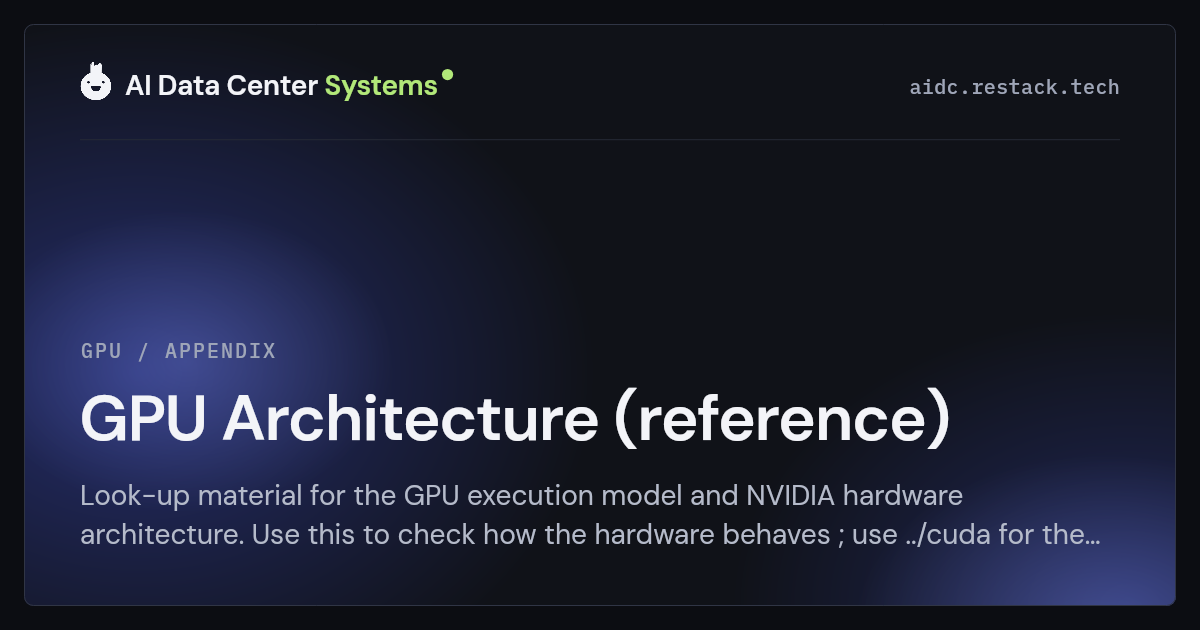 AI Data Center Systems
aidc.restack.tech
GPU / APPENDIX
GPU Architecture (reference)
Look-up material for the GPU execution model and NVIDIA hardware
architecture. Use this to check how the hardware behaves ; use ../cuda for the…